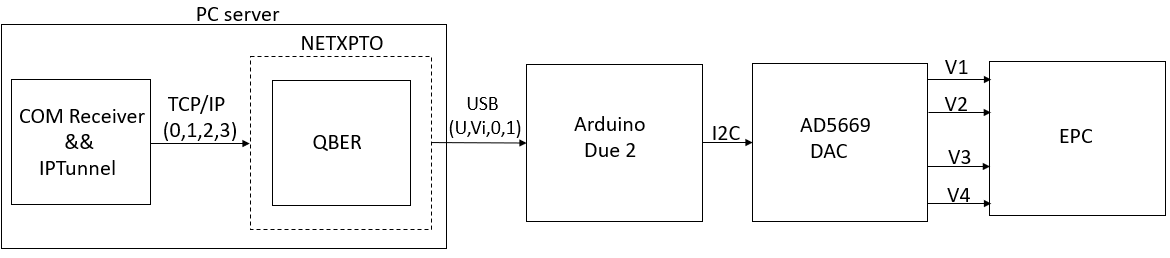 PC server
NETXPTO
COM Receiver
&&
IPTunnel
TCP/IP
(0,1,2,3)
QBER
USB
(U,Vi,0,1)
Arduino
Due 2
I2C
AD5669
DAC
V1
V2
V3
V4
EPC